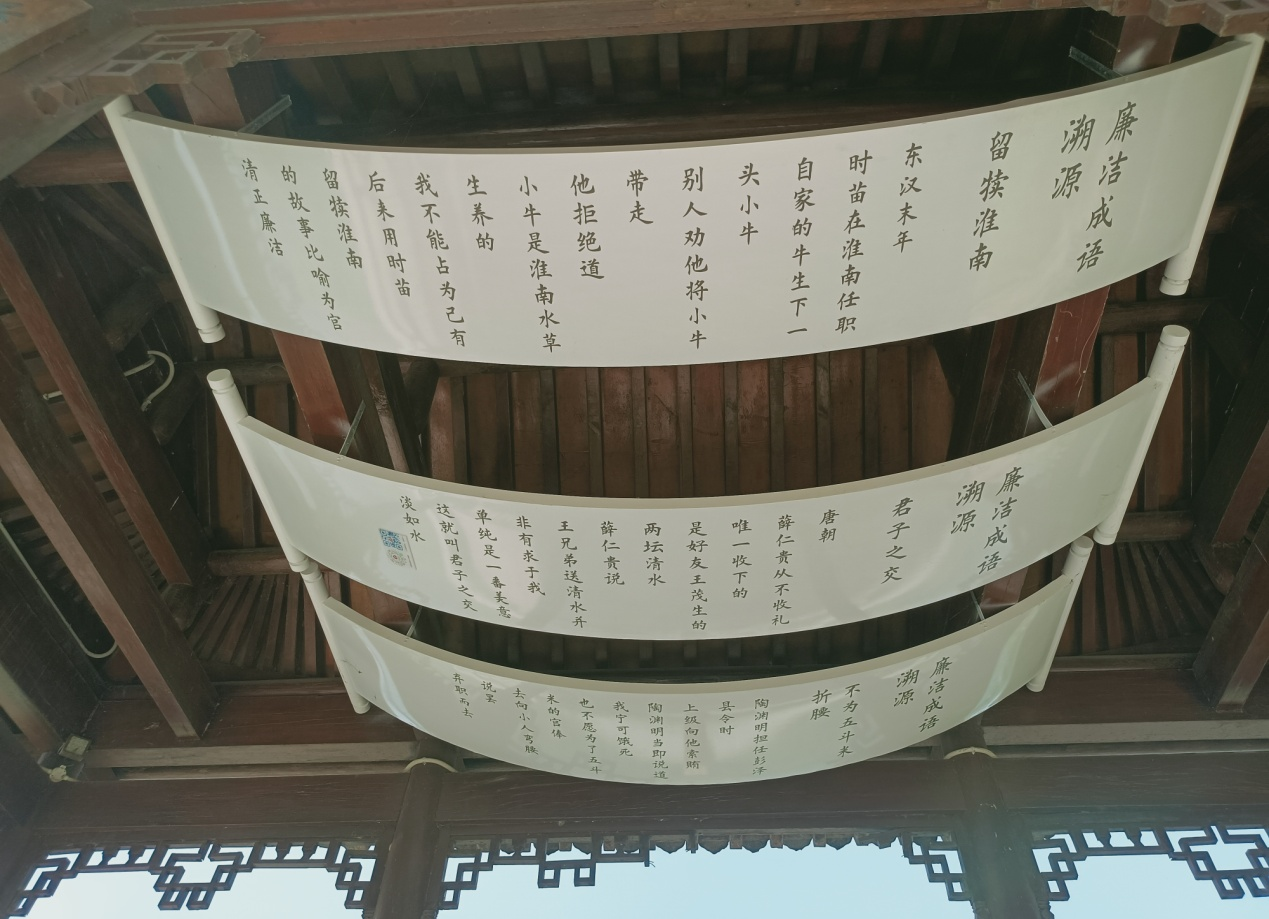 廉洁成语
溯源
留犊淮南
东汉末年
时苗在淮南任职
自家的牛生下一
头小牛
别人劝他将小牛
带走
他拒绝道
小牛是淮南水草
生养的
我不能占为己有
后来用时苗
留犊淮南
的故事比喻为官
清正廉洁
廉洁成语
溯源
君子之交
唐朝
薛仁贵从不收礼
唯一收下的
是好友王茂生的
两坛清水
薛仁贵说
王兄弟送清水并
非有求于我
单纯是一番美意
这就叫君子之交
淡如水
廉洁成语
溯源
不为五斗米
折腰
陶渊明担任彭泽
县令时
上级向他索贿
陶渊明当即说道
我宁可饿死
也不愿为了五斗
米的官俸
去向小人弯腰
说罢
弃职而去